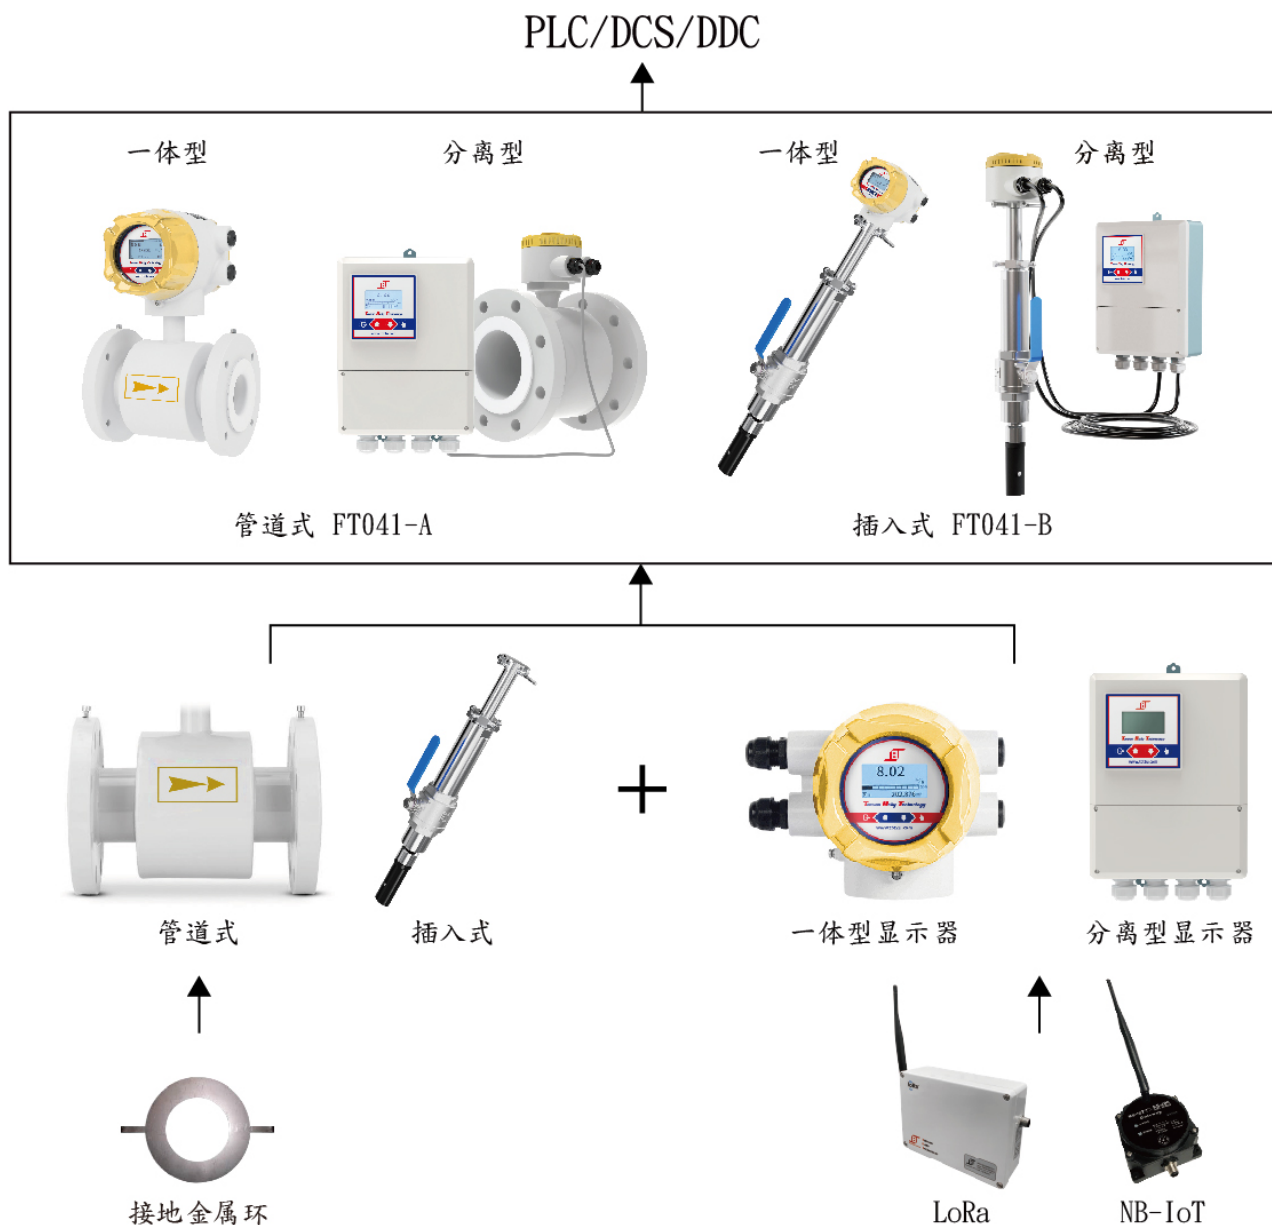 PLC/DCS/DDC
一体型
分离型
一体型
分离型
管道式 FT041-A
插入式 FT041-B
8.02
管道式
插入式
一体型显示器
分离型显示器
接地金属环
LoRa
NB-IoT